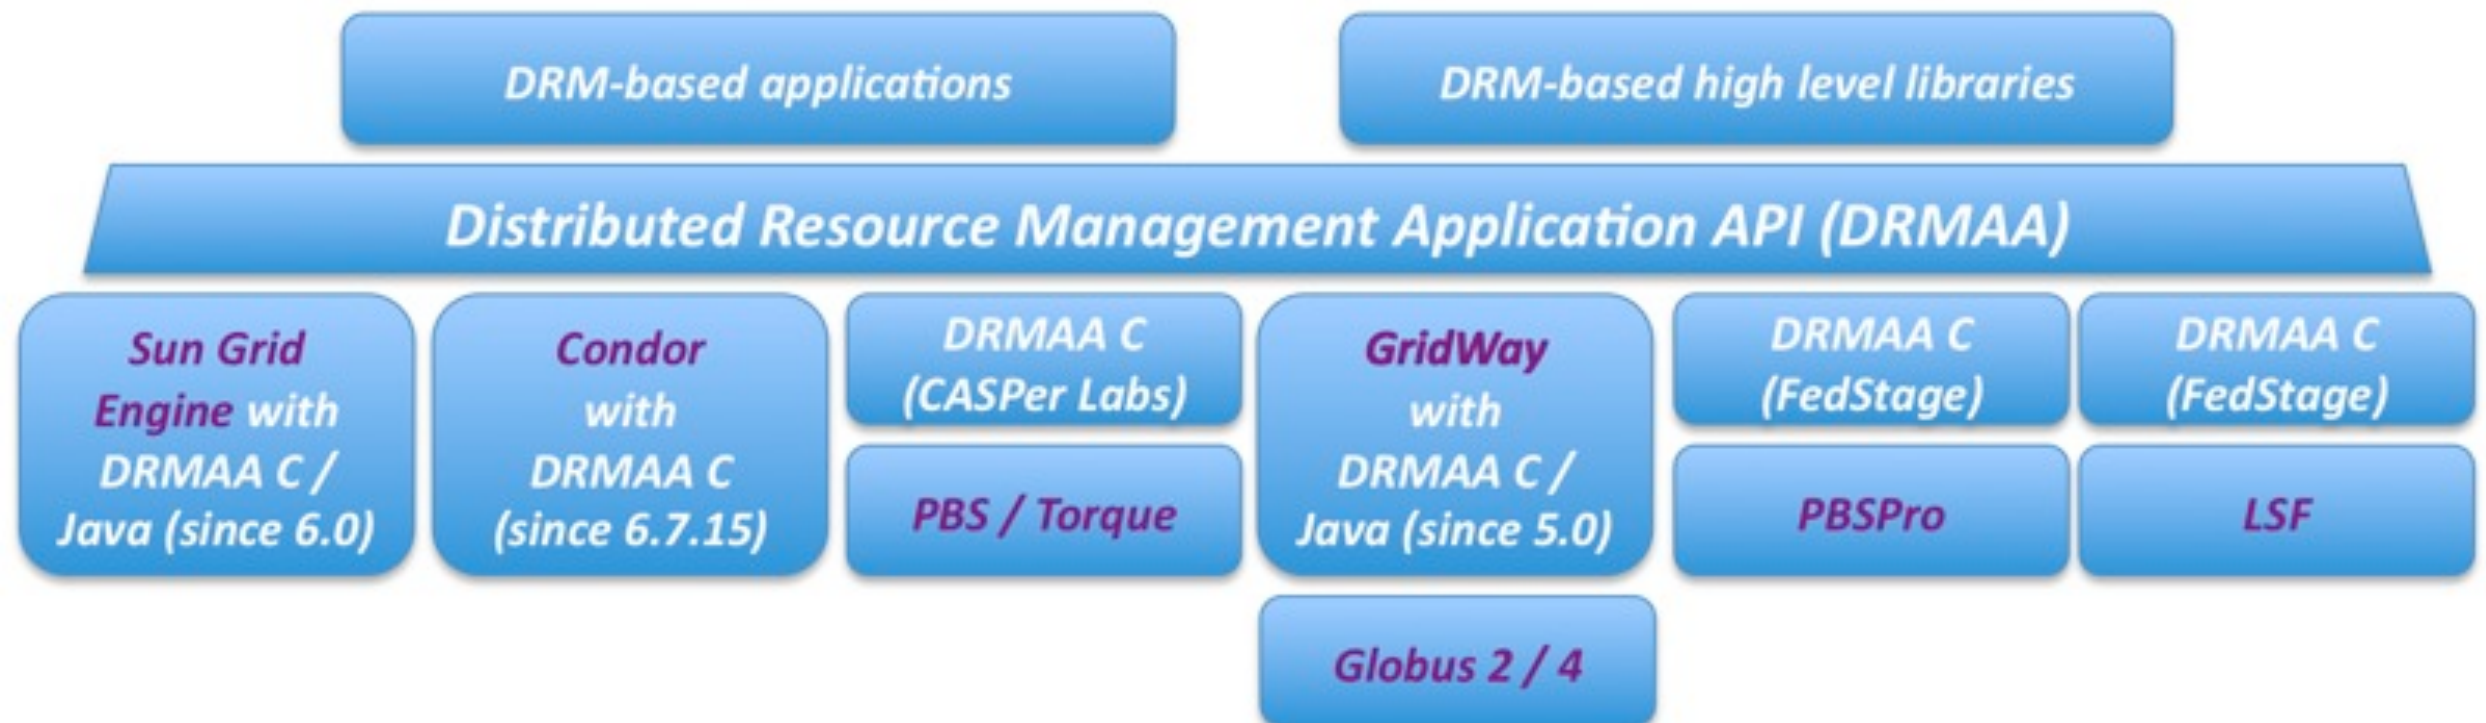 DRM-based applications
DRM-based high level libraries
Distributed Resource Management Application API (DRMAA)
Sun Grid
Engine with
DRMAA C /
Java (since 6.0)
Condor
with
DRMAA C
(since 6.7.15)
DRMAA C
(CASPer Labs)
PBS / Torque
GridWay
with
DRMAA C /
Java (since 5.0)
Globus 2 / 4
DRMAA C
(FedStage)
PBSPro
DRMAA C
(FedStage)
LSF